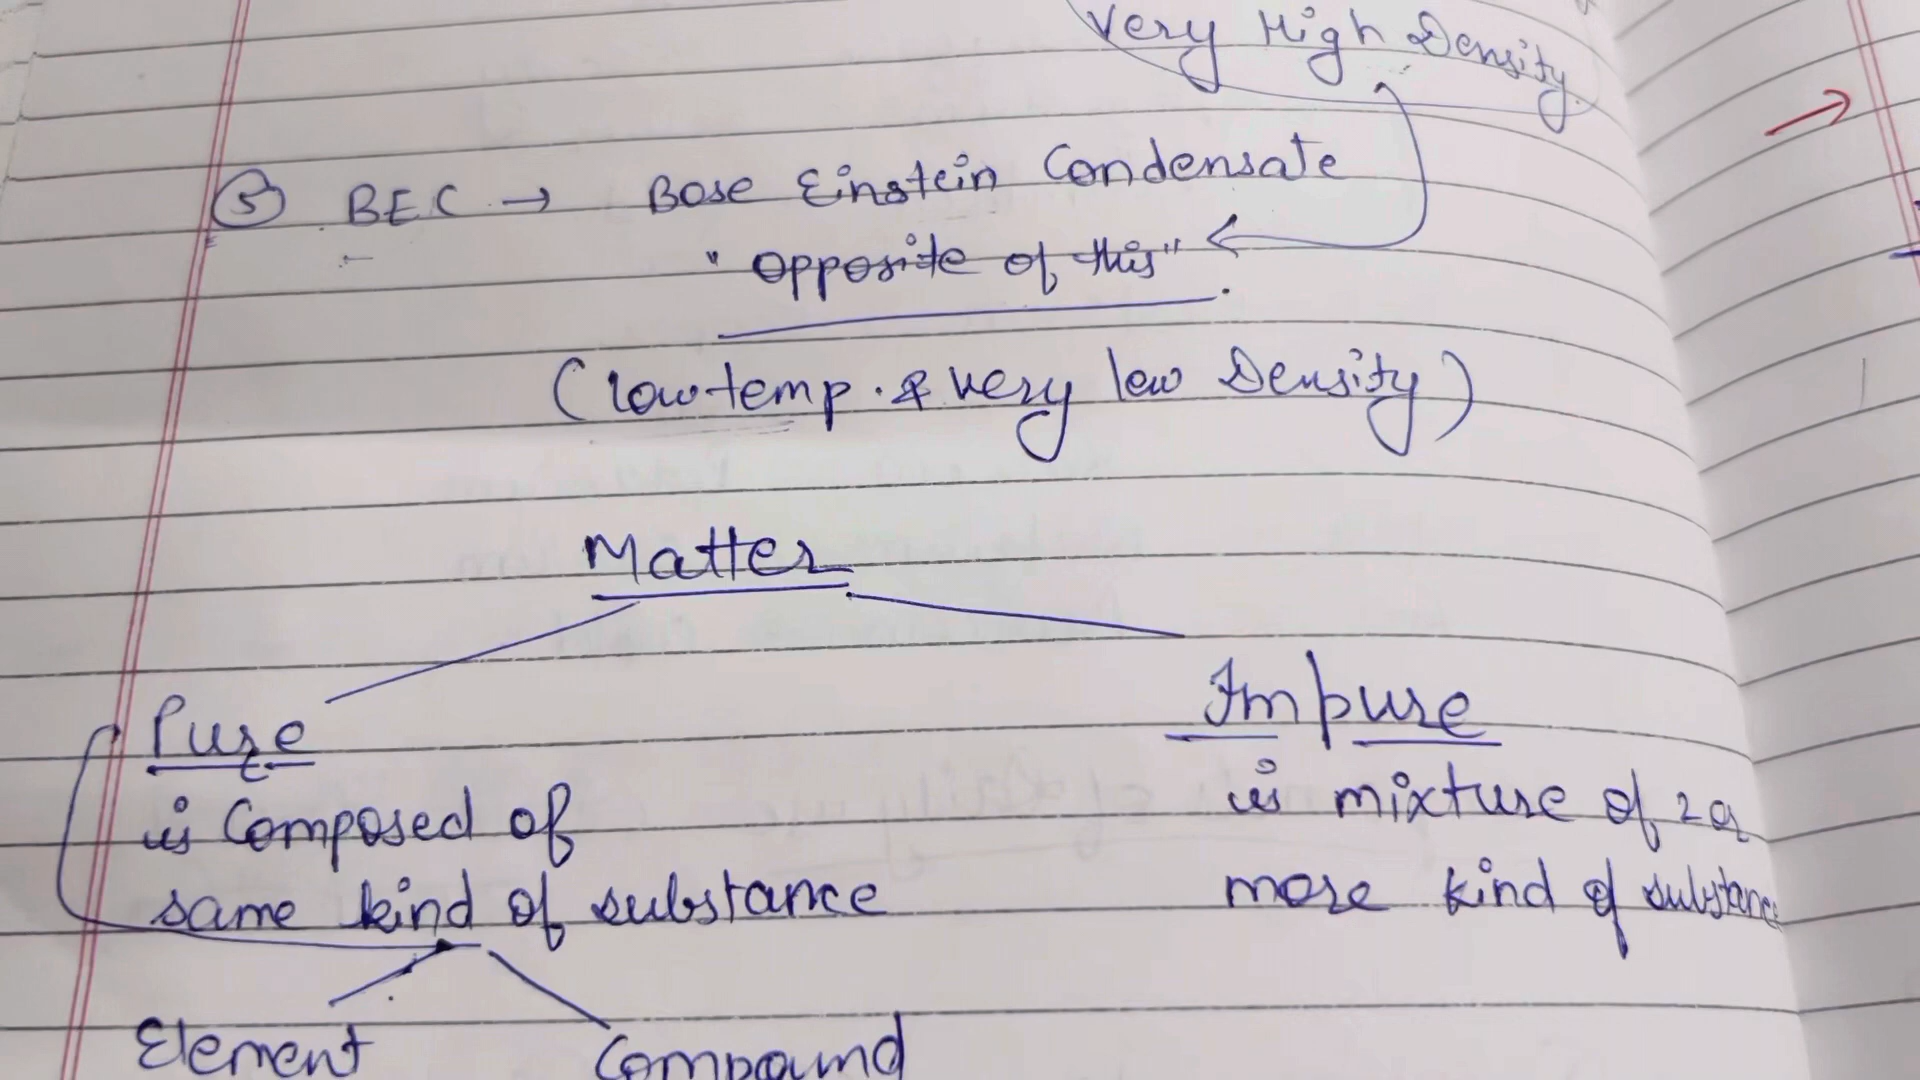 Very High Density
5 BEC → Bose Einstein Condensate
"Opposite of this"
(low temp. & very low Density)
Matter
Pure
Impure
is composed of
is mixture of 2 or
same kind of substance
more kind of substance
Element
Compound